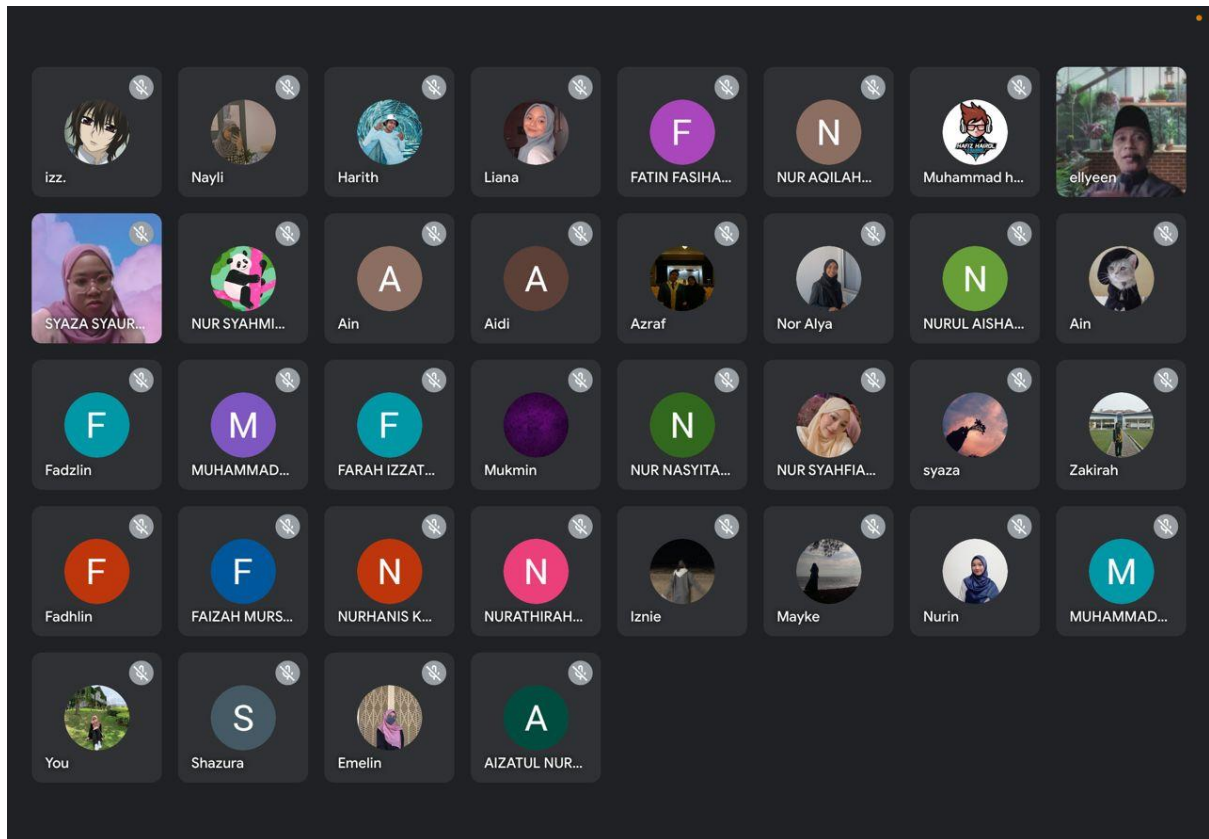 izz.
Nayli
Harith
Liana
F
FATIN FASIHA...
N
NUR AQILAH...
HAFIZ HAIROL
Muhammad h...
ellyeen
SYAZA SYAUR...
NUR SYAHMI...
A
Ain
A
Aidi
Azraf
Nor Alya
N
NURUL AISHA...
Ain
F
Fadzlin
M
MUHAMMAD...
F
FARAH IZZAT...
Mukmin
N
NUR NASYITA...
NUR SYAHFIA...
syaza
Zakirah
F
Fadhlin
F
FAIZAH MURS...
N
NURHANIS K...
N
NURATHIRAH...
Iznie
Mayke
Nurin
M
MUHAMMAD...
You
S
Shazura
Emelin
A
AIZATUL NUR...